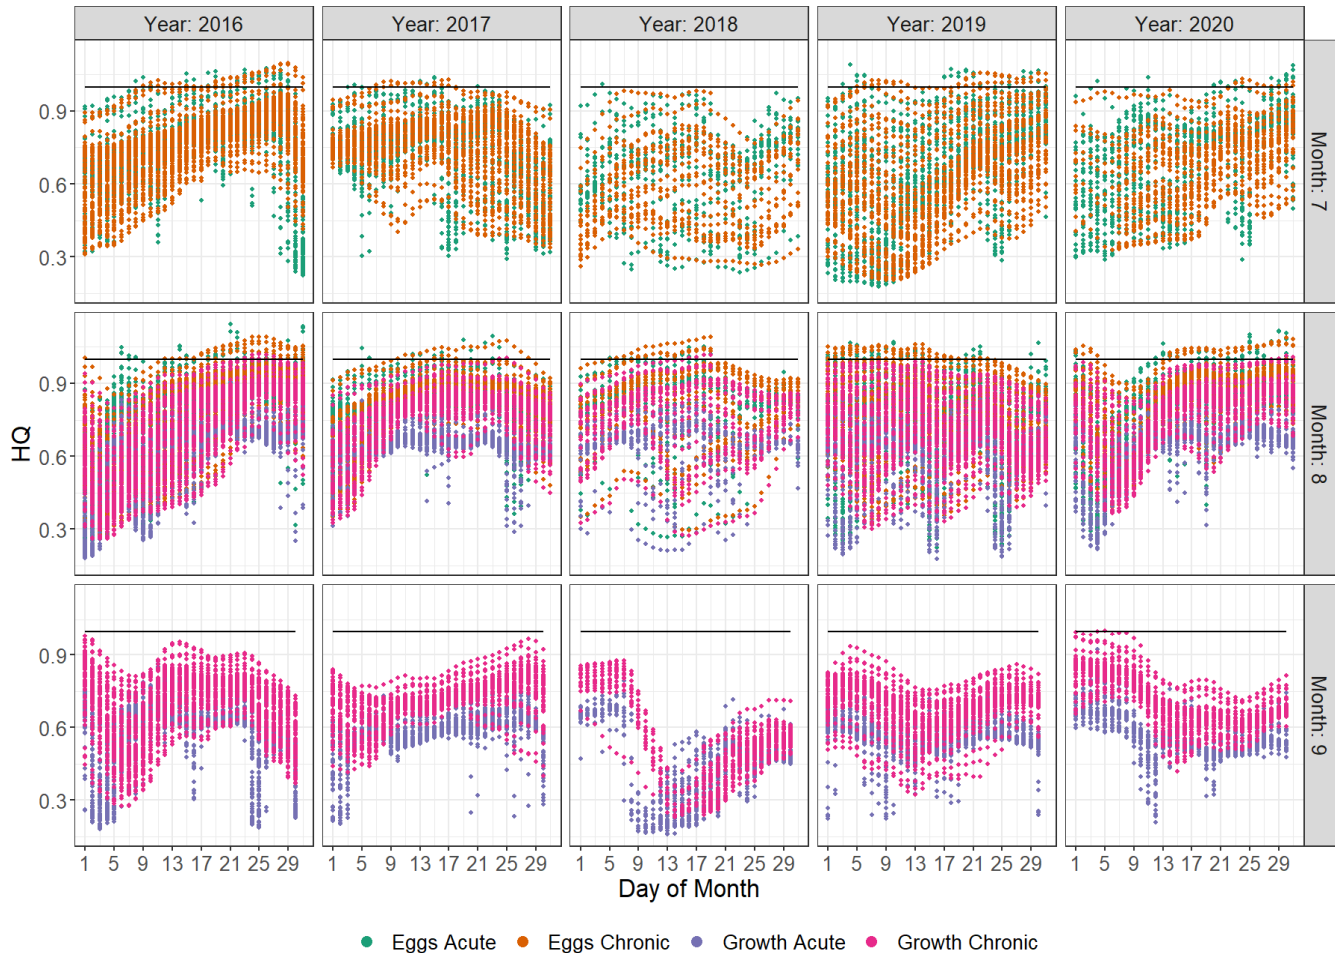 Year: 2016 Year: 2017 Year: 2018 Year: 2019 Year: 2020
0.9
0.6
0.3
Month: 7
0.9
0.6
0.3
Month: 8
0.9
0.6
0.3
Month: 9
HQ
1 5 9 13 17 21 25 29 1 5 9 13 17 21 25 29 1 5 9 13 17 21 25 29 1 5 9 13 17 21 25 29 1 5 9 13 17 21 25 29
Day of Month
Eggs Acute Eggs Chronic Growth Acute Growth Chronic